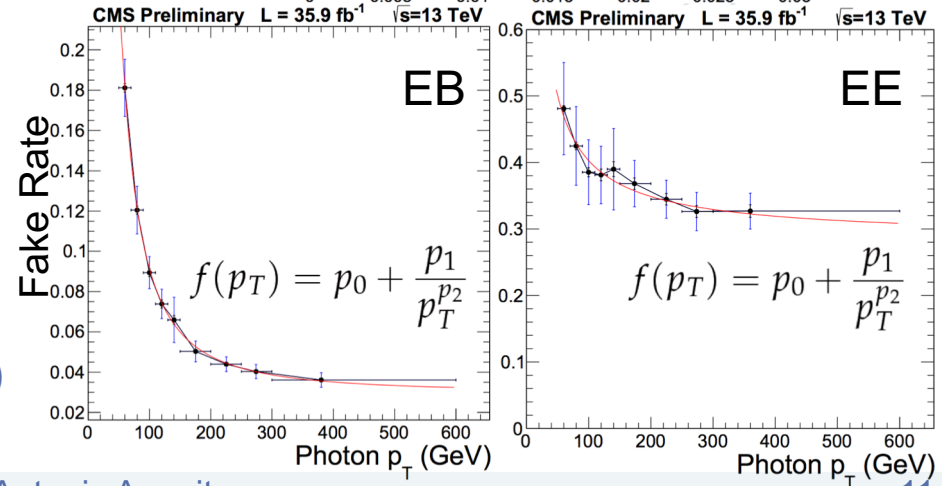 CMS Preliminary L = 35.9 fb⁻¹ √s=13 TeV
EB
Fake Rate
0.2
0.18
0.16
0.14
0.12
0.1
0.08
0.06
0.04
0.02
f(p_T) = p_0 + p_1 / p_T^{p_2}
0 100 200 300 400 500 600
Photon p_T (GeV)
CMS Preliminary L = 35.9 fb⁻¹ √s=13 TeV
EE
0.6
0.5
0.4
0.3
0.2
0.1
0
f(p_T) = p_0 + p_1 / p_T^{p_2}
0 100 200 300 400 500 600
Photon p_T (GeV)